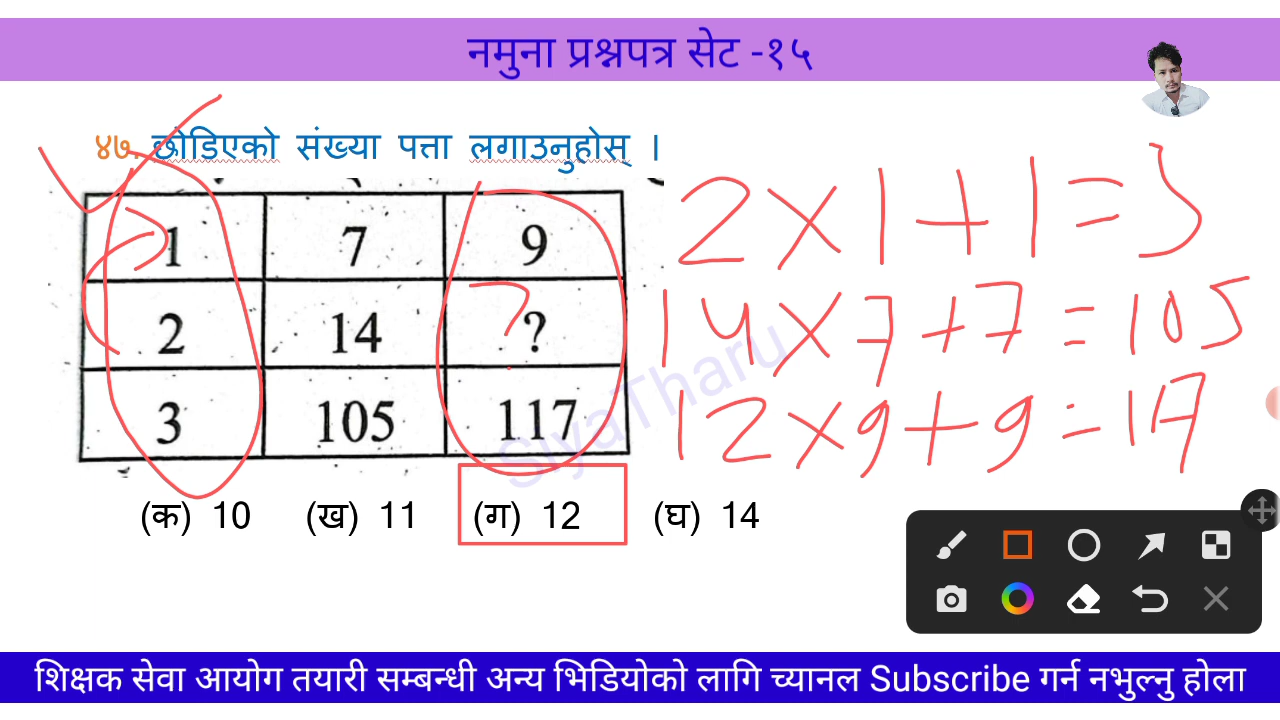 नमुना प्रश्नपत्र सेट -१५
४७. छोडिएको संख्या पत्ता लगाउनुहोस् ।
1 7 9
2 14 ?
3 105 117
(क) 10 (ख) 11 (ग) 12 (घ) 14
2×1+1=3
14×7+7=105
12×9+9=117
SiyaTharu
शिक्षक सेवा आयोग तयारी सम्बन्धी अन्य भिडियोको लागि च्यानल Subscribe गर्न नभुल्नु होला